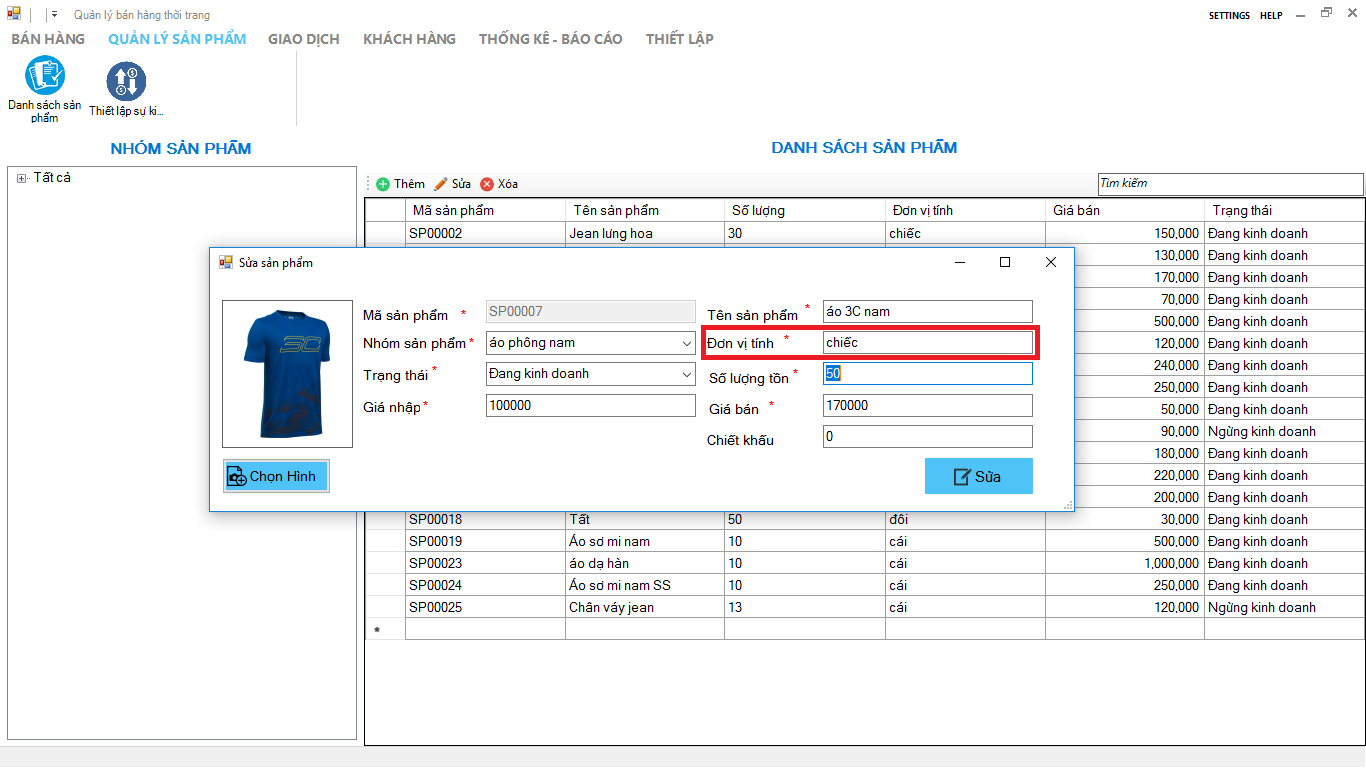 Quản lý bán hàng thời trang
SETTINGS HELP
BÁN HÀNG QUẢN LÝ SẢN PHẨM GIAO DỊCH KHÁCH HÀNG THỐNG KÊ - BÁO CÁO THIẾT LẬP
Danh sách sản phẩm
Thiết lập sự ki...
NHÓM SẢN PHẨM
DANH SÁCH SẢN PHẨM
Tất cả
Thêm Sửa Xóa
Tìm kiếm
Mã sản phẩm Tên sản phẩm Số lượng Đơn vị tính Giá bán Trạng thái
SP00002 Jean lưng hoa 30 chiếc 150,000 Đang kinh doanh
130,000 Đang kinh doanh
170,000 Đang kinh doanh
70,000 Đang kinh doanh
500,000 Đang kinh doanh
120,000 Đang kinh doanh
240,000 Đang kinh doanh
250,000 Đang kinh doanh
50,000 Đang kinh doanh
90,000 Ngừng kinh doanh
180,000 Đang kinh doanh
220,000 Đang kinh doanh
200,000 Đang kinh doanh
Sửa sản phẩm
3C
Mã sản phẩm * SP00007 Tên sản phẩm * áo 3C nam
Nhóm sản phẩm * áo phông nam Đơn vị tính * chiếc
Trạng thái * Đang kinh doanh Số lượng tồn * 50
Giá nhập * 100000 Giá bán * 170000
Chiết khấu 0
Chọn Hình Sửa
SP00018 Tất 50 đôi 30,000 Đang kinh doanh
SP00019 Áo sơ mi nam 10 cái 500,000 Đang kinh doanh
SP00023 áo dạ hàn 10 cái 1,000,000 Đang kinh doanh
SP00024 Áo sơ mi nam SS 10 cái 250,000 Đang kinh doanh
SP00025 Chân váy jean 13 cái 120,000 Ngừng kinh doanh
*